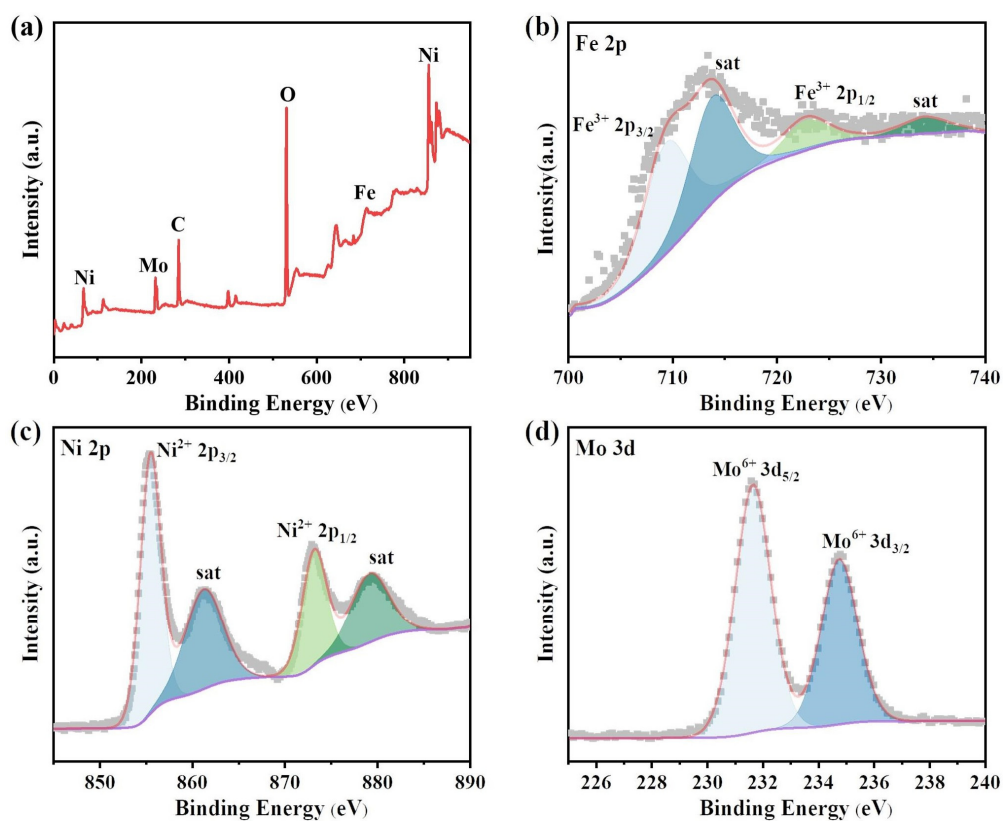 (a)
Ni
Mo
C
O
Fe
Ni
Intensity (a.u.)
0 200 400 600 800
Binding Energy (eV)
(b)
Fe 2p
Fe³⁺ 2p₃/₂
sat
Fe³⁺ 2p₁/₂
sat
Intensity(a.u.)
700 710 720 730 740
Binding Energy (eV)
(c)
Ni 2p
Ni²⁺ 2p₃/₂
sat
Ni²⁺ 2p₁/₂
sat
Intensity (a.u.)
850 860 870 880 890
Binding Energy (eV)
(d)
Mo 3d
Mo⁶⁺ 3d₅/₂
Mo⁶⁺ 3d₃/₂
Intensity (a.u.)
226 228 230 232 234 236 238 240
Binding Energy (eV)